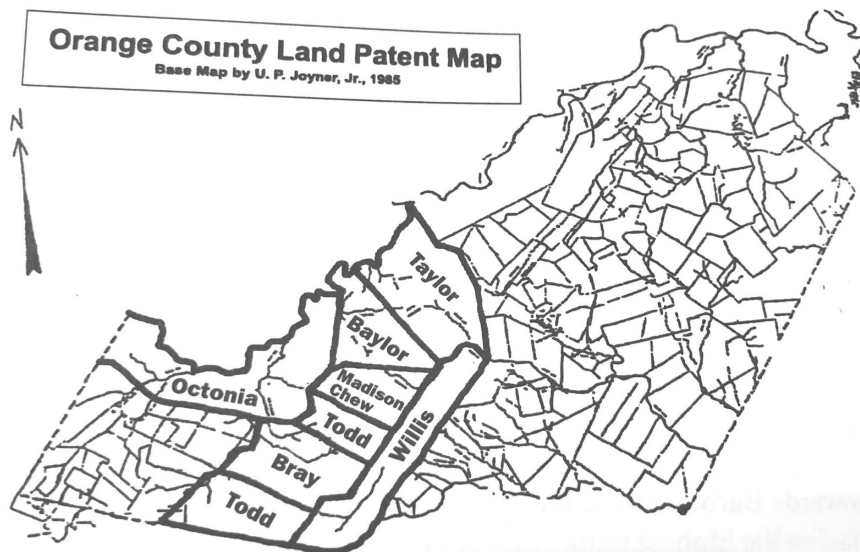 Orange County Land Patent Map
Base Map by U. P. Joyner, Jr., 1985
N
Taylor
Baylor
Octonia
Madison
Chew
Todd
Willis
Bray
Todd